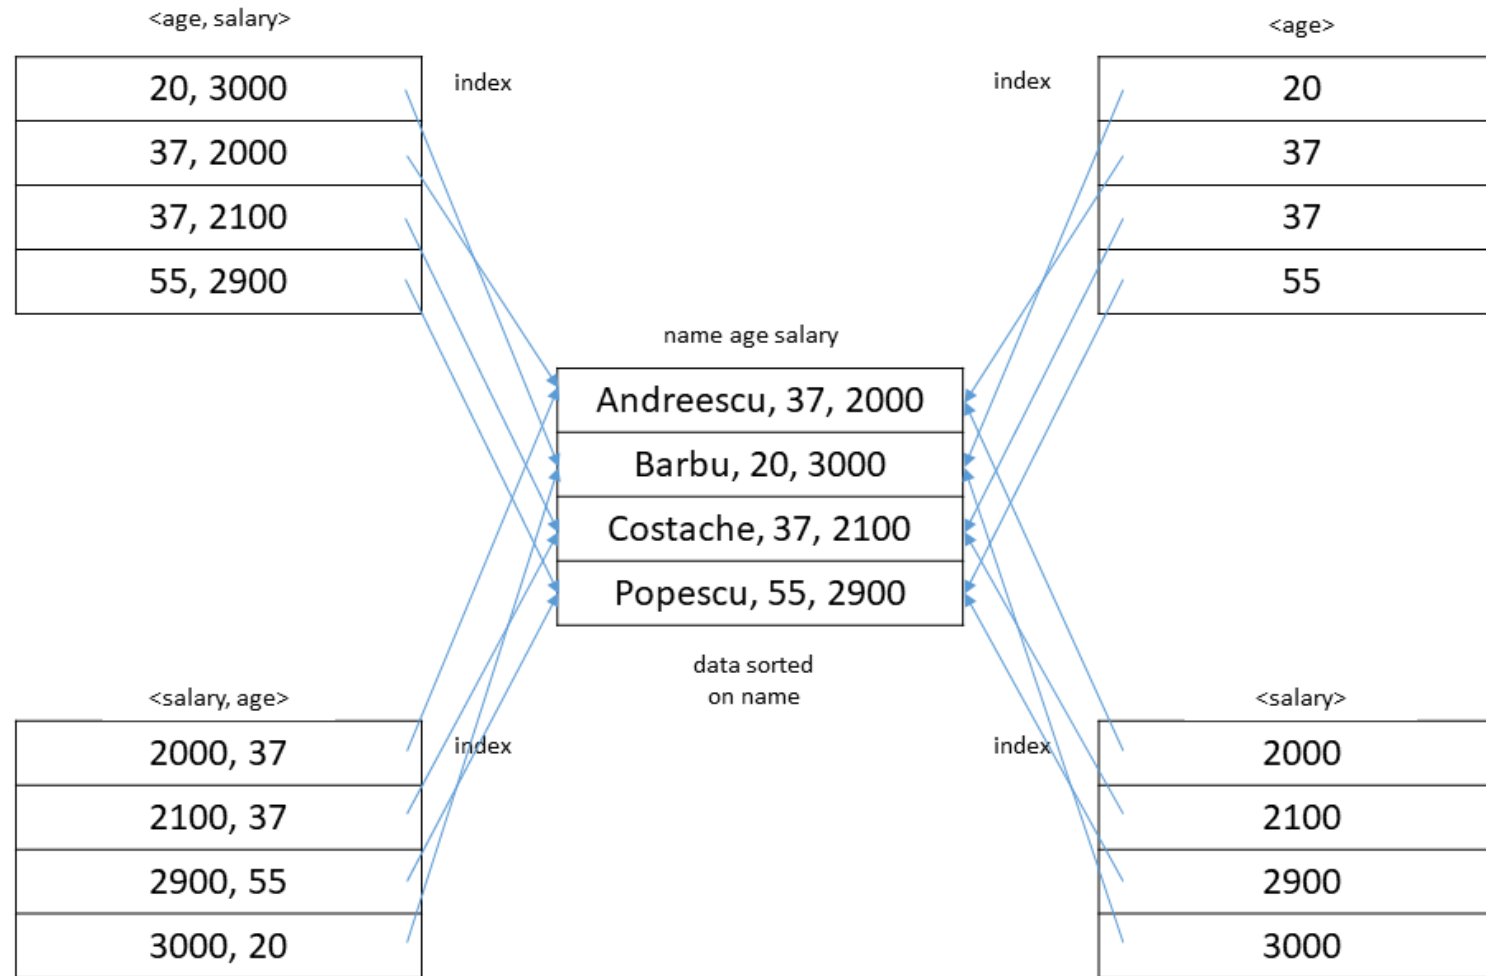 <age, salary>
20, 3000
37, 2000
37, 2100
55, 2900
index
<age>
index
20
37
37
55
name age salary
Andreescu, 37, 2000
Barbu, 20, 3000
Costache, 37, 2100
Popescu, 55, 2900
data sorted
on name
<salary, age>
2000, 37
2100, 37
2900, 55
3000, 20
index
<salary>
index
2000
2100
2900
3000